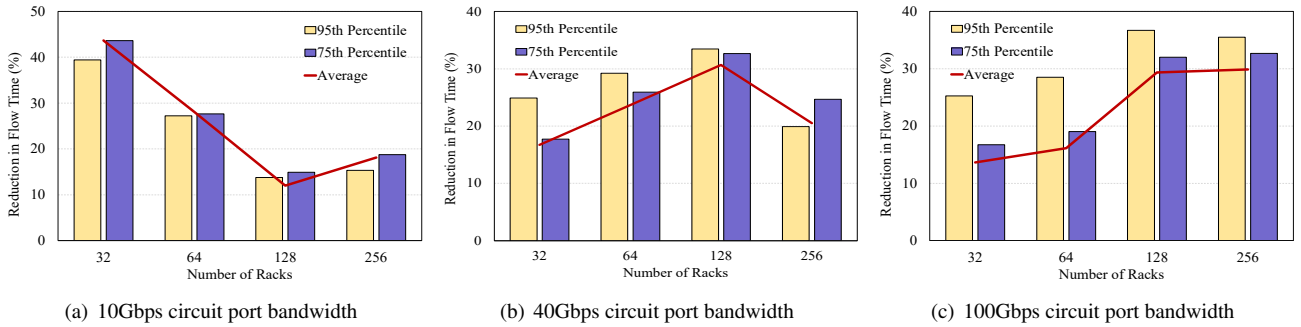 Reduction in Flow Time (%)
50
40
30
20
10
0
95th Percentile
75th Percentile
Average
32 64 128 256
Number of Racks
(a) 10Gbps circuit port bandwidth
Reduction in Flow Time (%)
40
30
20
10
0
95th Percentile
75th Percentile
Average
32 64 128 256
Number of Racks
(b) 40Gbps circuit port bandwidth
Reduction in Flow Time (%)
40
30
20
10
0
95th Percentile
75th Percentile
Average
32 64 128 256
Number of Racks
(c) 100Gbps circuit port bandwidth